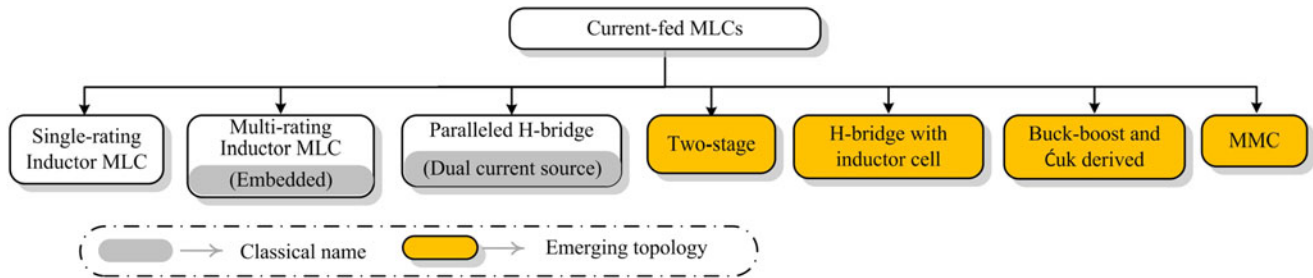 Current-fed MLCs
Single-rating
Inductor MLC
Multi-rating
Inductor MLC
(Embedded)
Paralleled H-bridge
(Dual current source)
Two-stage
H-bridge with
inductor cell
Buck-boost and
Ćuk derived
MMC
Classical name
Emerging topology